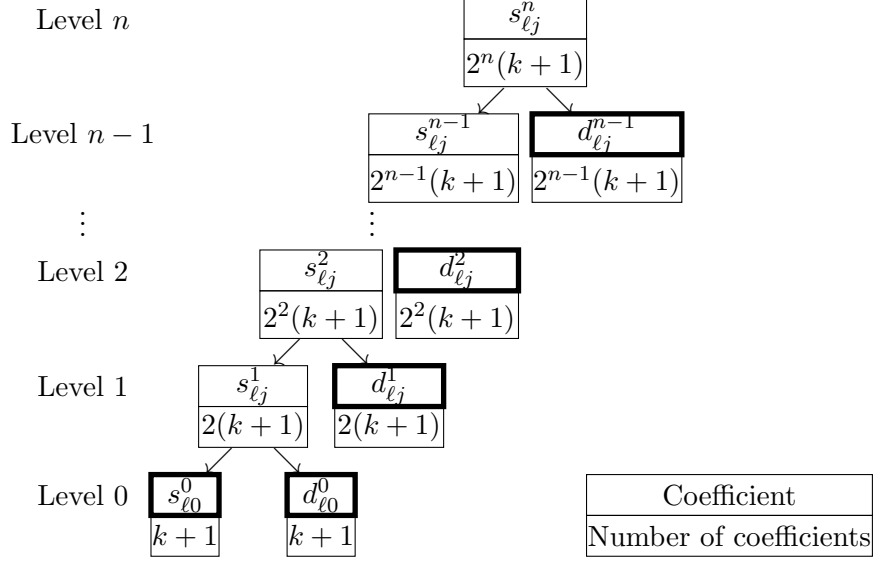 Level n s^n_{ℓj}
2^n(k + 1)
Level n − 1 s^{n−1}_{ℓj} d^{n−1}_{ℓj}
2^{n−1}(k + 1) 2^{n−1}(k + 1)
⋮ ⋮
Level 2 s^2_{ℓj} d^2_{ℓj}
2^2(k + 1) 2^2(k + 1)
Level 1 s^1_{ℓj} d^1_{ℓj}
2(k + 1) 2(k + 1)
Level 0 s^0_{ℓ0} d^0_{ℓ0} Coefficient
k + 1 k + 1 Number of coefficients